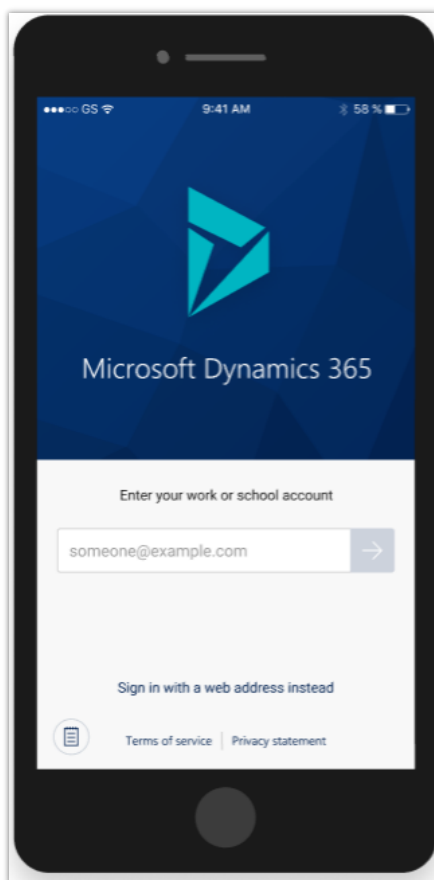 ●●●○○ GS 9:41 AM 58 %
Microsoft Dynamics 365
Enter your work or school account
someone@example.com
Sign in with a web address instead
Terms of service | Privacy statement